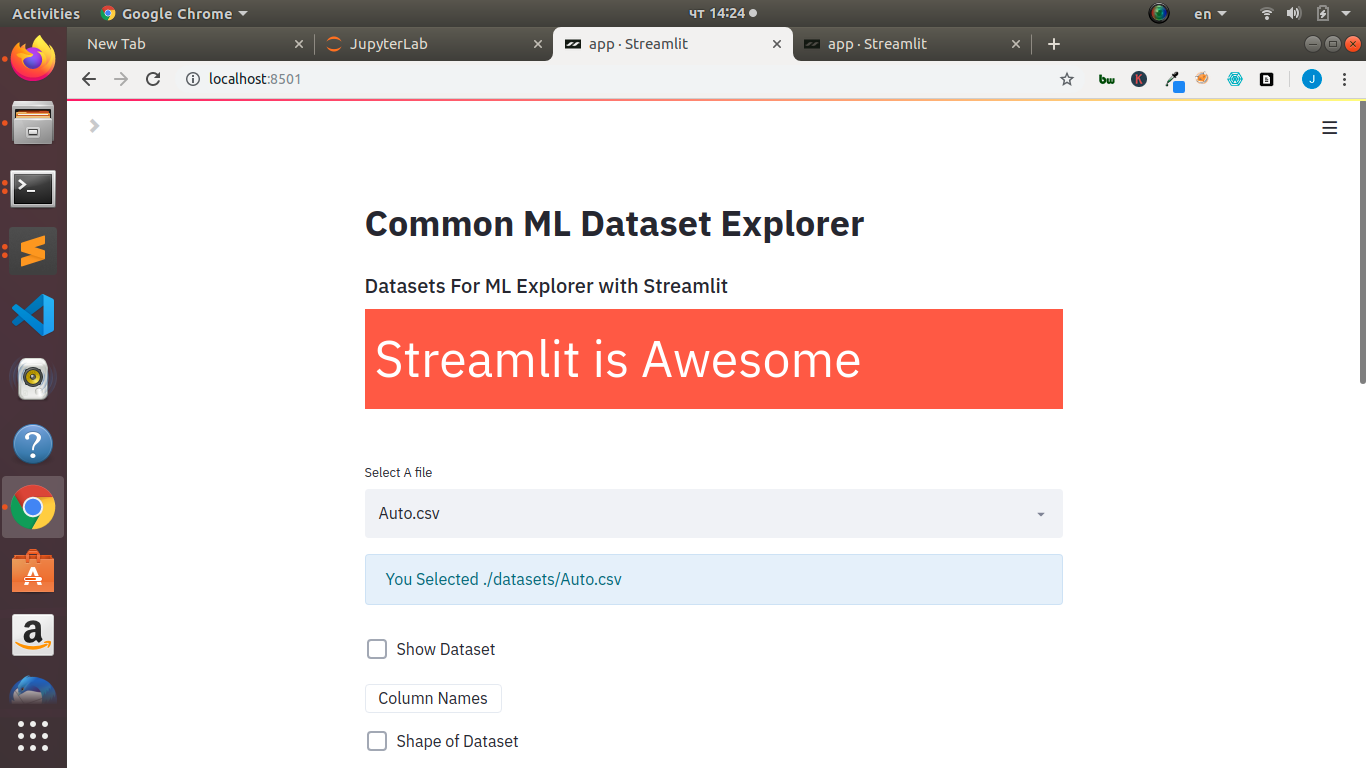 Activities
Google Chrome
чт 14:24
en
New Tab
JupyterLab
app · Streamlit
app · Streamlit
localhost:8501
bw
K
J
Common ML Dataset Explorer
Datasets For ML Explorer with Streamlit
Streamlit is Awesome
Select A file
Auto.csv
You Selected ./datasets/Auto.csv
Show Dataset
Column Names
Shape of Dataset